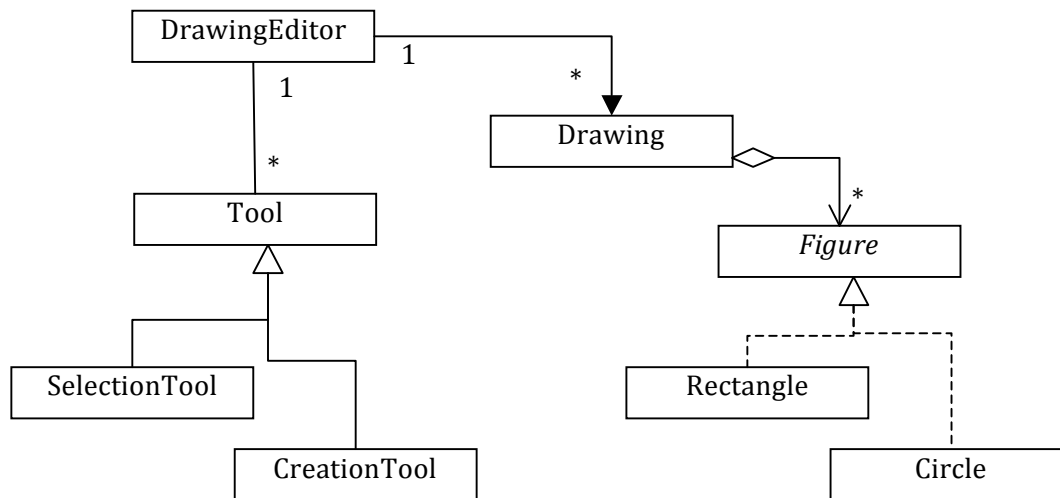 DrawingEditor
1
1
*
Drawing
*
Tool
*
Figure
SelectionTool
Rectangle
CreationTool
Circle